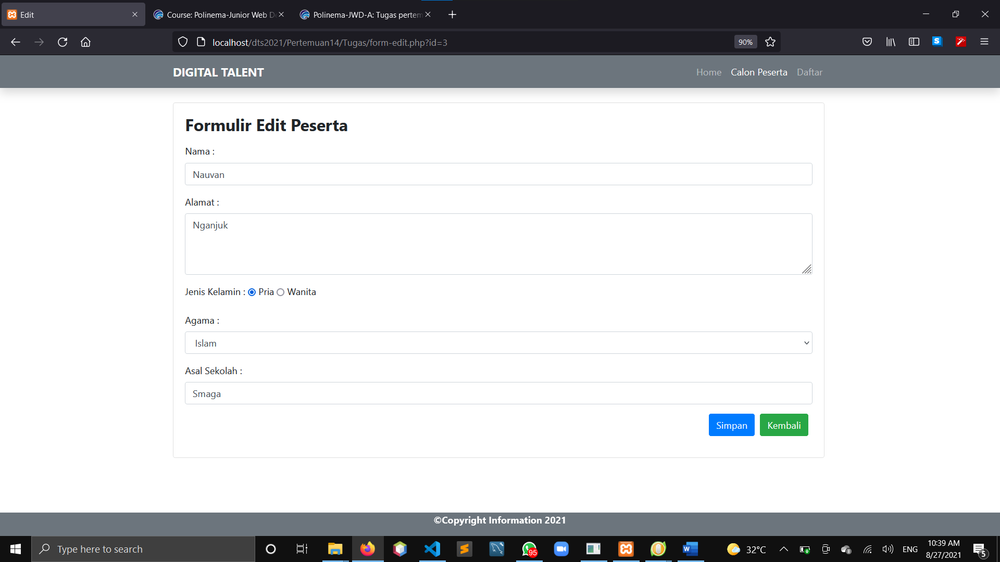 Edit
Course: Polinema-Junior Web De
Polinema-JWD-A: Tugas pertem
localhost/dts2021/Pertemuan14/Tugas/form-edit.php?id=3
90%
DIGITAL TALENT
Home Calon Peserta Daftar
Formulir Edit Peserta
Nama :
Nauvan
Alamat :
Nganjuk
Jenis Kelamin : Pria Wanita
Agama :
Islam
Asal Sekolah :
Smaga
Simpan Kembali
©Copyright Information 2021
Type here to search
95
32°C
ENG
10:39 AM
8/27/2021
5